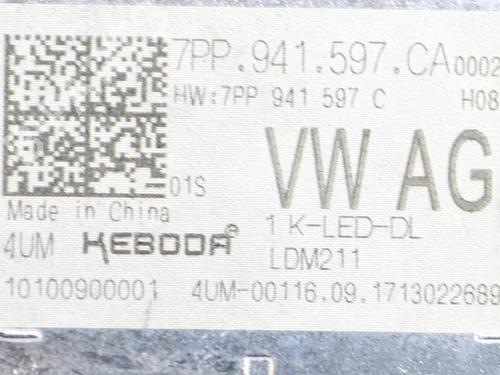 7PP.941.597.CA0002
HW:7PP 941 597 C H08
VW AG
01S
Made in China
1 K-LED-DL
4UM KEBODA
LDM211
10100900001 4UM-00116.09.1713022689